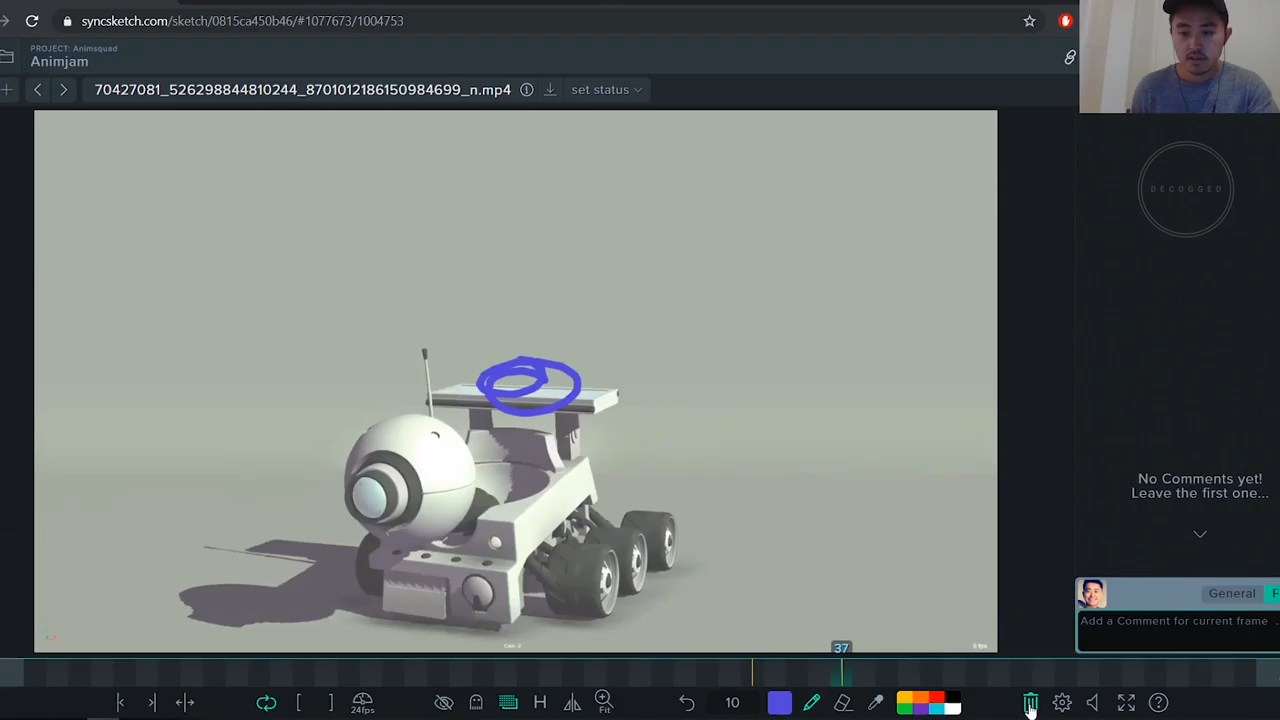 syncsketch.com/sketch/0815ca450b46/#1077673/1004753
PROJECT: Animsquad
Animjam
70427081_526298844810244_8701012186150984699_n.mp4
set status
DECOGGED
No Comments yet!
Leave the first one...
General
F
Add a Comment for current frame ...
37
24fps
H
Fit
10